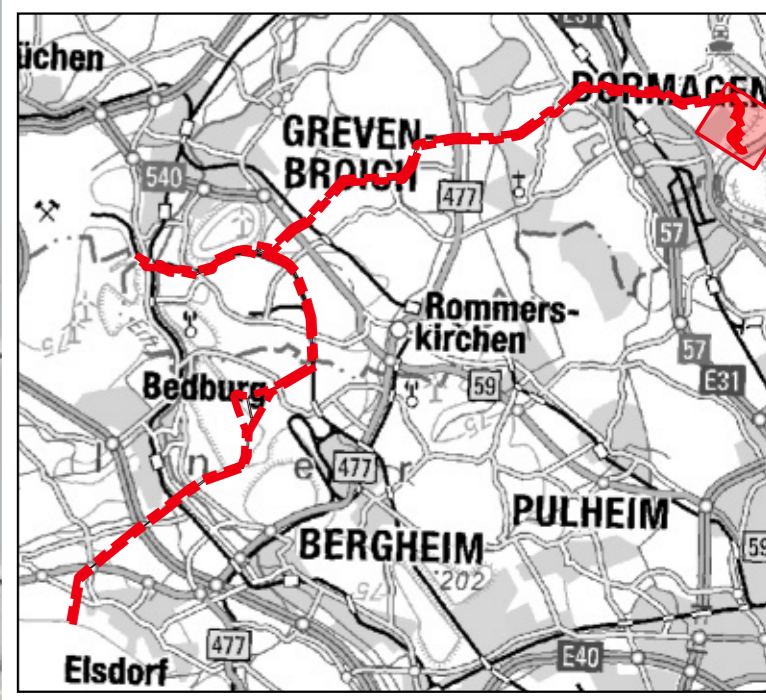 E31
üchen
DORMAGEN
GREVEN-
BROICH
540
477
57
Rommers-
kirchen
57
E31
Bedburg
59
l n e r
477
PULHEIM
BERGHEIM
59
202
477
E40
Elsdorf